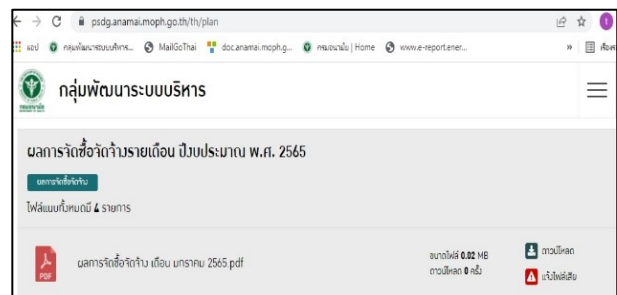 psdg.anamai.moph.go.th/th/plan
แอป MailGoThai doc.anamai.moph.g... กรมอนามัย | Home www.e-report.ener... »
กลุ่มพัฒนาระบบบริหาร
ผลการจัดซื้อจัดจ้างรายเดือน ปีงบประมาณ พ.ศ. 2565
ผลการจัดซื้อจัดจ้าง
ไฟล์แนบทั้งหมดมี 4 รายการ
PDF
ผลการจัดซื้อจัดจ้าง เดือน มกราคม 2565.pdf
ขนาดไฟล์ 0.02 MB
ดาวน์โหลด 0 ครั้ง
ดาวน์โหลด
แจ้งไฟล์เสีย